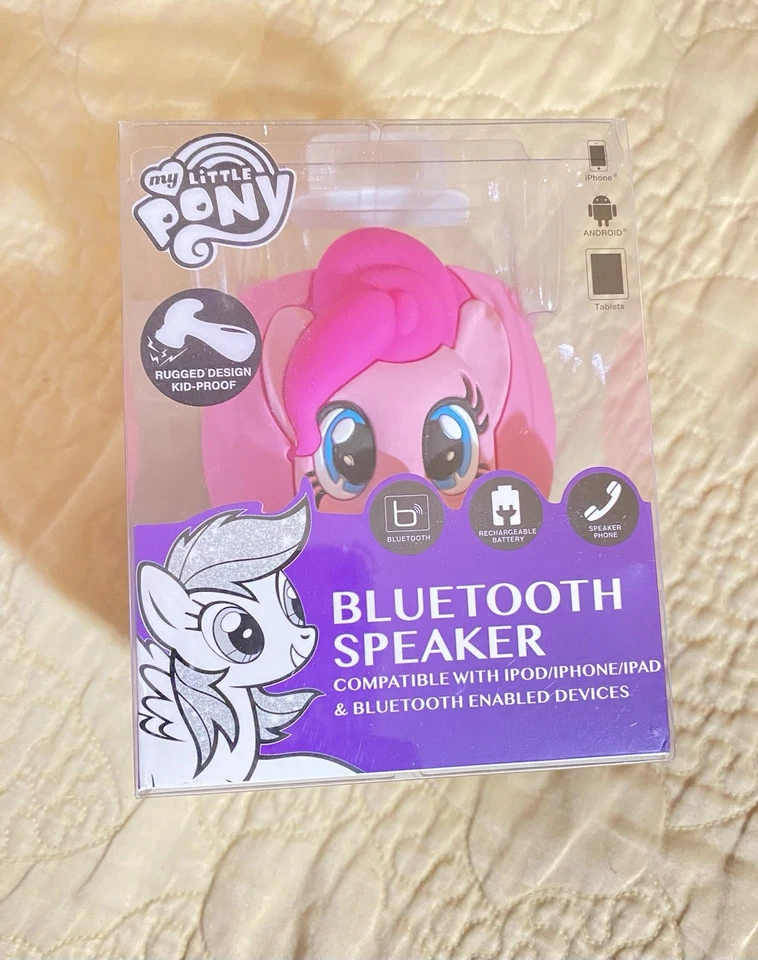 my LITTLE
PONY
iPhone®
ANDROID®
Tablets
RUGGED DESIGN
KID-PROOF
b
BLUETOOTH
RECHARGEABLE
BATTERY
SPEAKER
PHONE
BLUETOOTH
SPEAKER
COMPATIBLE WITH IPOD/IPHONE/IPAD
& BLUETOOTH ENABLED DEVICES